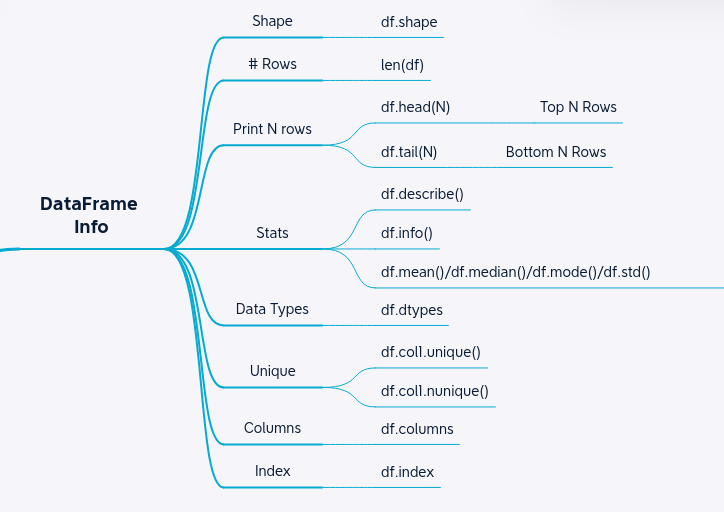 Shape
df.shape
# Rows
len(df)
Print N rows
df.head(N)
Top N Rows
df.tail(N)
Bottom N Rows
DataFrame
Info
Stats
df.describe()
df.info()
df.mean()/df.median()/df.mode()/df.std()
Data Types
df.dtypes
Unique
df.col1.unique()
df.col1.nunique()
Columns
df.columns
Index
df.index